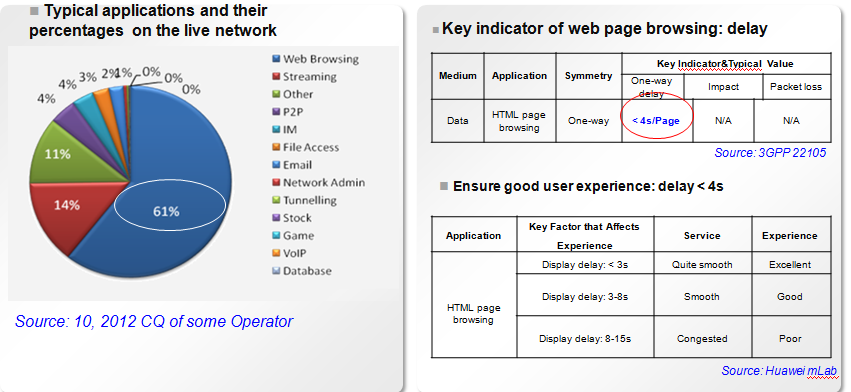 Typical applications and their
percentages on the live network
4%
4%
3%
2%
1%
0%
0%
0%
11%
14%
61%
Web Browsing
Streaming
Other
P2P
IM
File Access
Email
Network Admin
Tunnelling
Stock
Game
VoIP
Database
Source: 10, 2012 CQ of some Operator
Key indicator of web page browsing: delay
Medium
Application
Symmetry
Key Indicator&Typical Value
One-way
delay
Impact
Packet loss
Data
HTML page
browsing
One-way
< 4s/Page
N/A
N/A
Source: 3GPP 22105
Ensure good user experience: delay < 4s
Application
Key Factor that Affects
Experience
Service
Experience
HTML page
browsing
Display delay: < 3s
Quite smooth
Excellent
Display delay: 3-8s
Smooth
Good
Display delay: 8-15s
Congested
Poor
Source: Huawei mLab